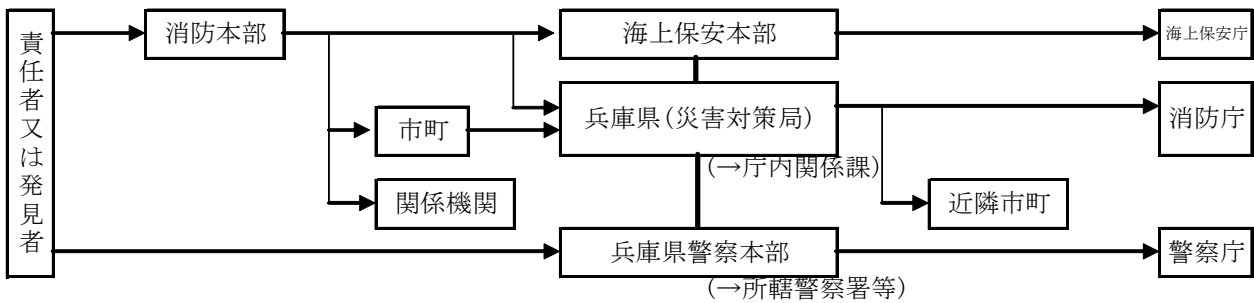 責任者又は発見者
消防本部
海上保安本部
海上保安庁
市町
兵庫県(災害対策局)
消防庁
(→庁内関係課)
関係機関
近隣市町
兵庫県警察本部
警察庁
(→所轄警察署等)